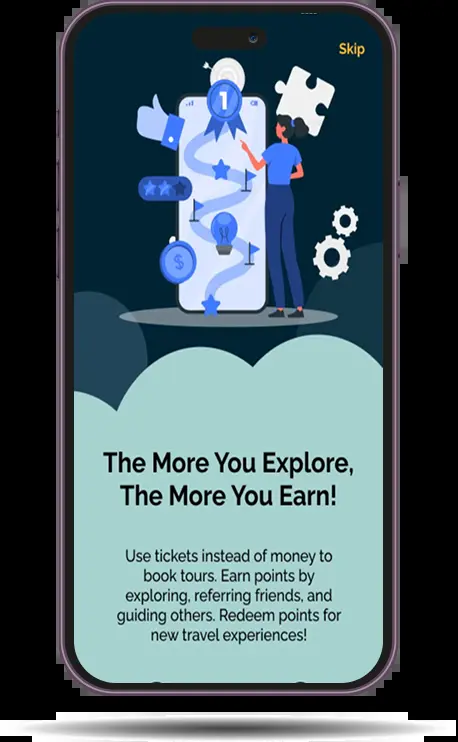 Skip
1
$
The More You Explore,
The More You Earn!
Use tickets instead of money to
book tours. Earn points by
exploring, referring friends, and
guiding others. Redeem points for
new travel experiences!